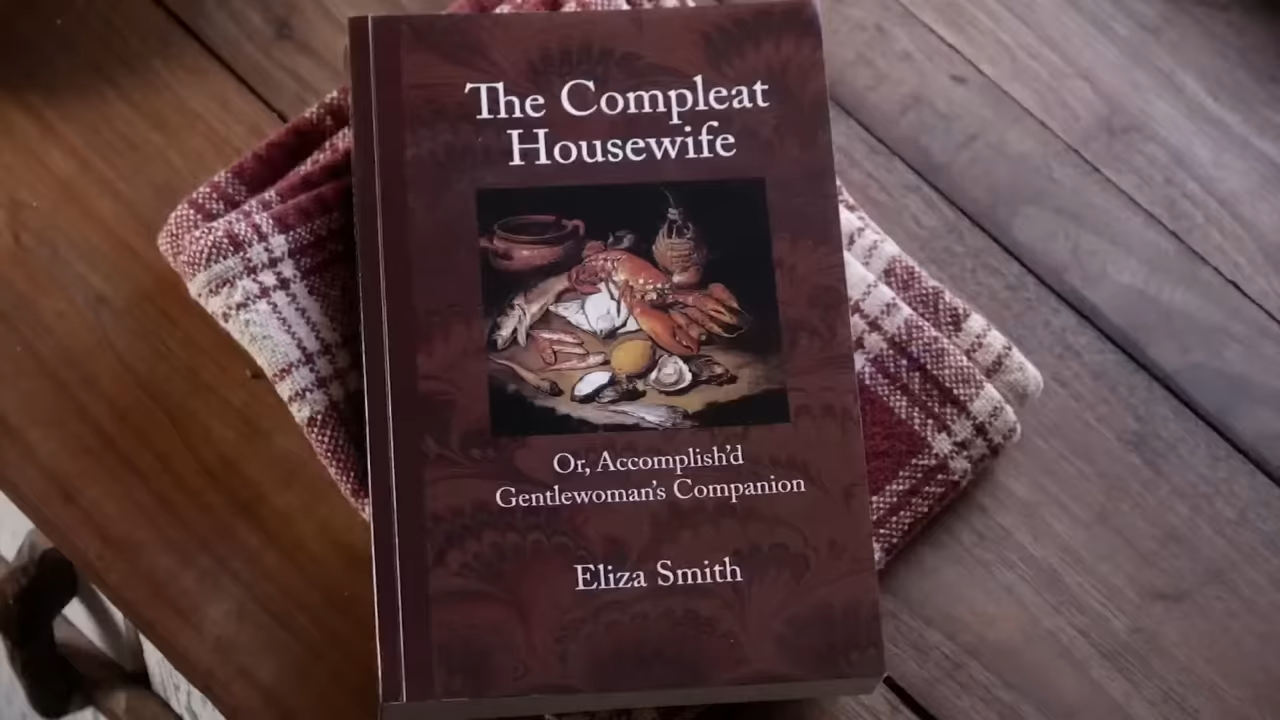 The Compleat
Housewife
Or, Accomplish'd
Gentlewoman's Companion
Eliza Smith